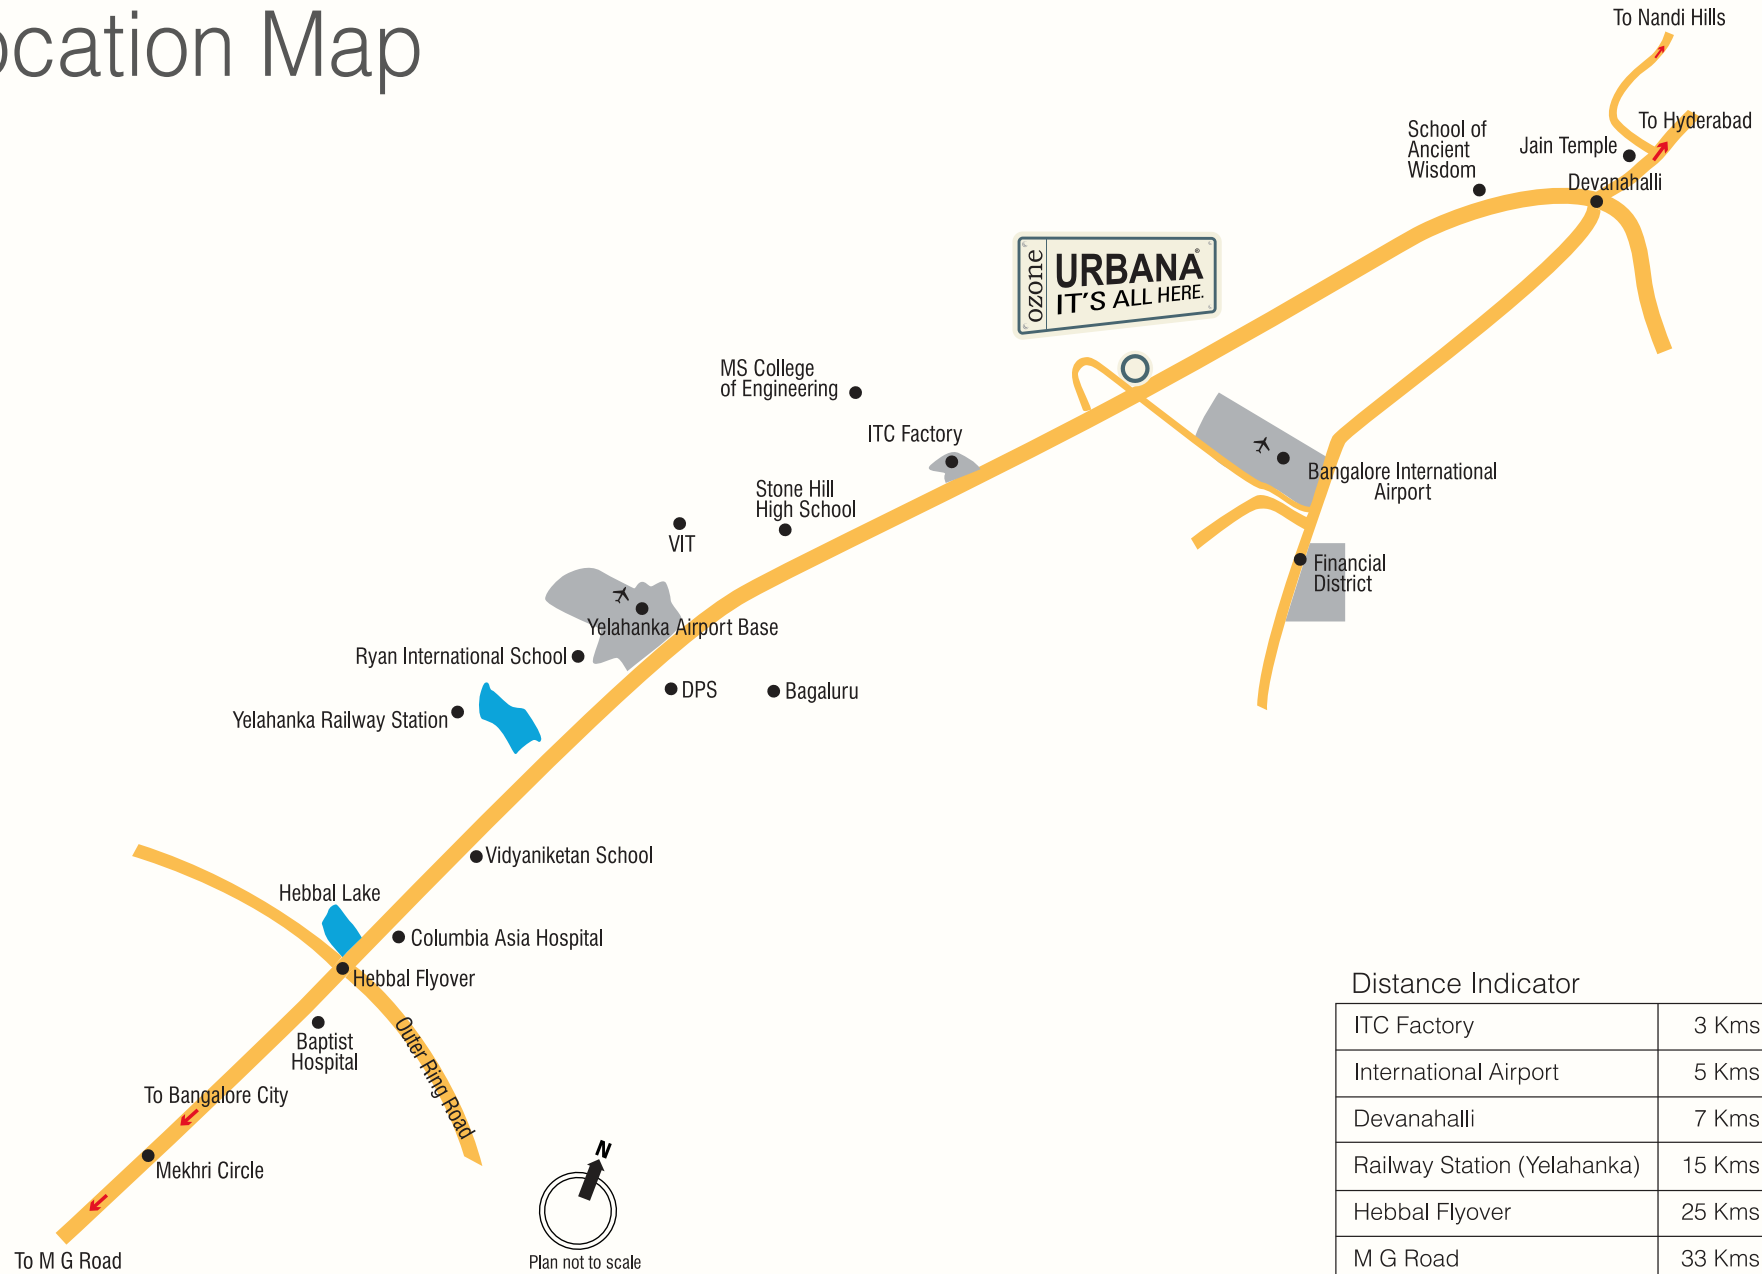 ocation Map
To Nandi Hills
To Hyderabad
School of
Ancient
Wisdom
Jain Temple
Devanahalli
ozone
URBANA®
IT'S ALL HERE.
MS College
of Engineering
ITC Factory
Bangalore International
Airport
Stone Hill
High School
VIT
Financial
District
Yelahanka Airport Base
Ryan International School
DPS
Bagaluru
Yelahanka Railway Station
Vidyaniketan School
Hebbal Lake
Columbia Asia Hospital
Hebbal Flyover
Baptist
Hospital
Outer Ring Road
To Bangalore City
Mekhri Circle
To M G Road
N
Plan not to scale
Distance Indicator
ITC Factory 3 Kms
International Airport 5 Kms
Devanahalli 7 Kms
Railway Station (Yelahanka) 15 Kms
Hebbal Flyover 25 Kms
M G Road 33 Kms